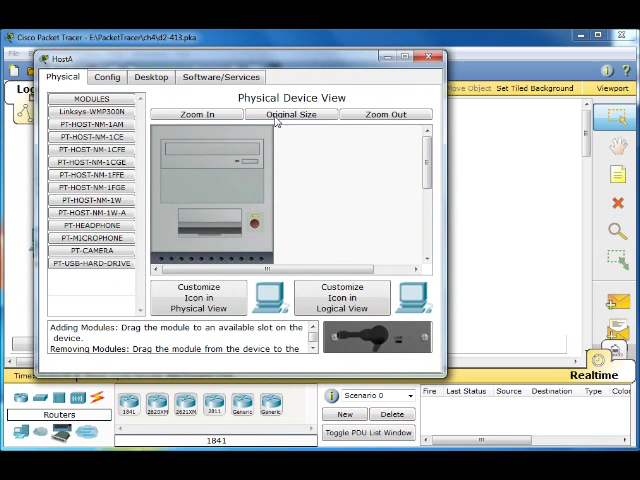 Cisco Packet Tracer - E:\PacketTracer\ch4\d2-413.pka
File
HostA
Physical
Config
Desktop
Software/Services
MODULES
Linksys-WMP300N
PT-HOST-NM-1AM
PT-HOST-NM-1CE
PT-HOST-NM-1CFE
PT-HOST-NM-1CGE
PT-HOST-NM-1FFE
PT-HOST-NM-1FGE
PT-HOST-NM-1W
PT-HOST-NM-1W-A
PT-HEADPHONE
PT-MICROPHONE
PT-CAMERA
PT-USB-HARD-DRIVE
Physical Device View
Zoom In
Original Size
Zoom Out
Customize
Icon in
Physical View
Customize
Icon in
Logical View
Adding Modules: Drag the module to an available slot on the
device.
Removing Modules: Drag the module from the device to the
Move Object
Set Tiled Background
Viewport
Realtime
Routers
1841
2620XM
2621XM
2811
Generic
Generic
1841
Scenario 0
New
Delete
Toggle PDU List Window
Fire
Last Status
Source
Destination
Type
Color